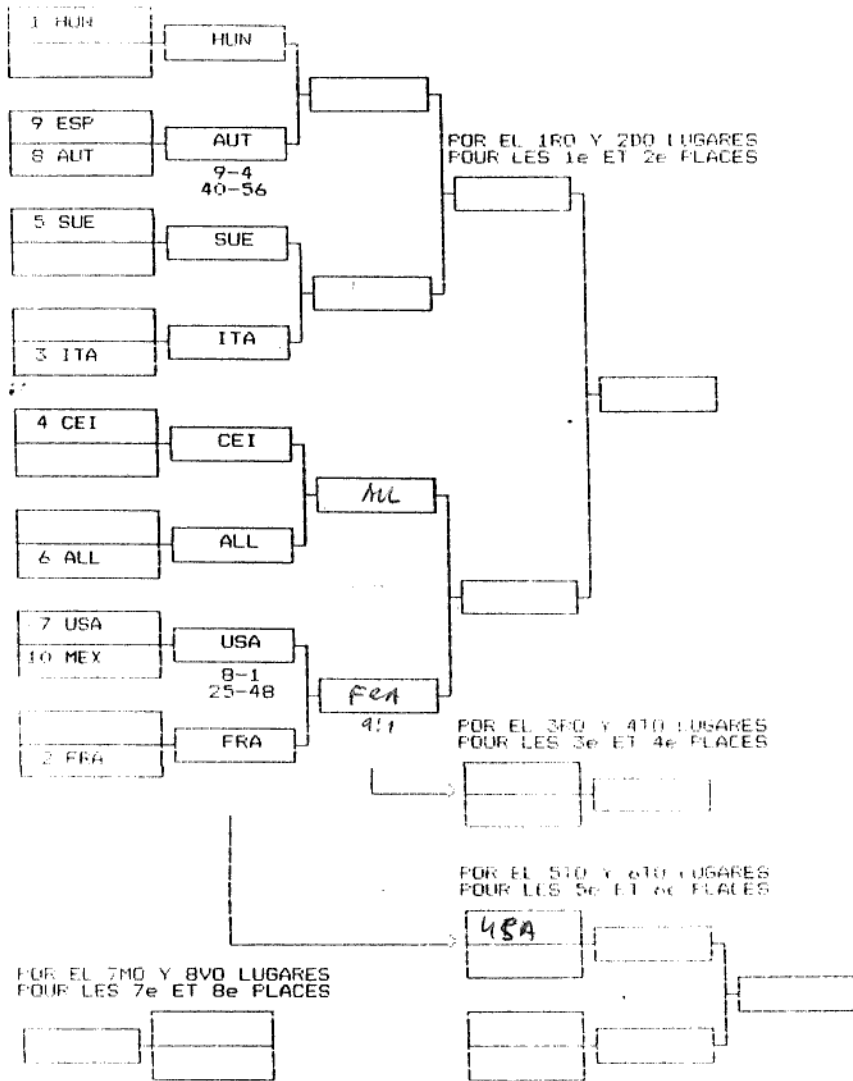 1 HUN
HUN
9 ESP
8 AUT
AUT
9-4
40-56
POR EL 1RO Y 2DO LUGARES
POUR LES 1e ET 2e PLACES
5 SUE
SUE
ITA
3 ITA
4 CEI
CEI
ALL
ALL
6 ALL
7 USA
10 MEX
USA
8-1
25-48
FRA
9:1
FRA
2 FRA
POR EL 3RO Y 4TO LUGARES
POUR LES 3e ET 4e PLACES
POR EL 5TO Y 6TO LUGARES
POUR LES 5e ET 6e PLACES
USA
POR EL 7MO Y 8VO LUGARES
POUR LES 7e ET 8e PLACES